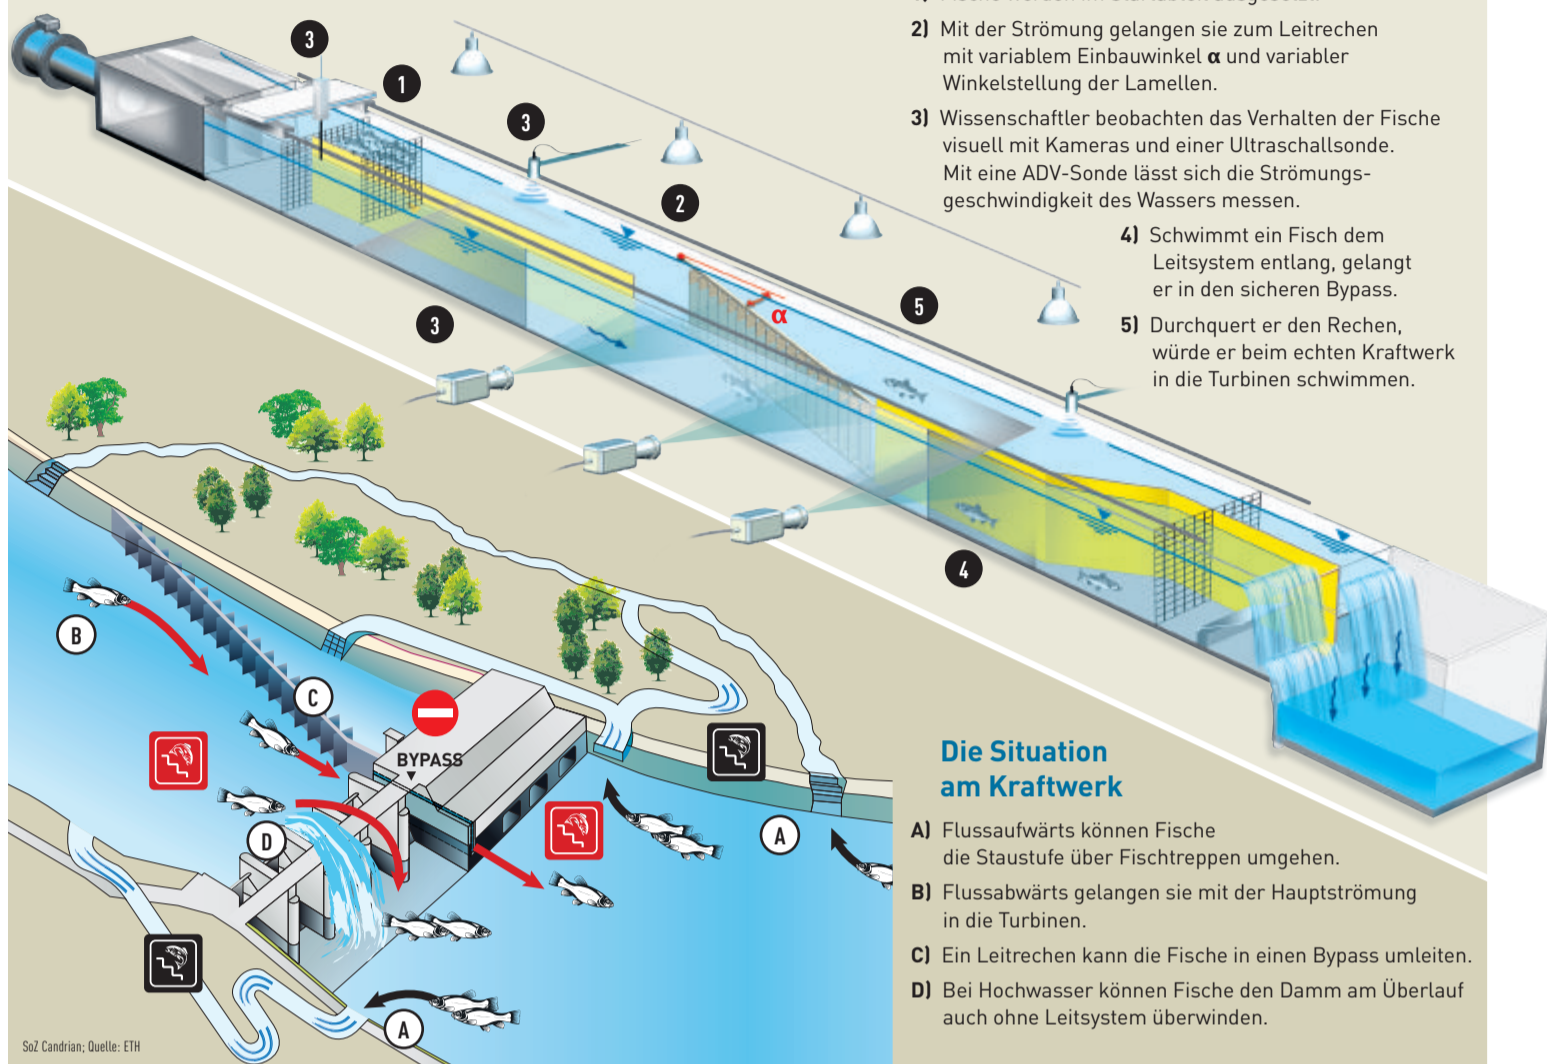 2) Mit der Strömung gelangen sie zum Leitrechen
mit variablem Einbauwinkel α und variabler
Winkelstellung der Lamellen.
3) Wissenschaftler beobachten das Verhalten der Fische
visuell mit Kameras und einer Ultraschallsonde.
Mit eine ADV-Sonde lässt sich die Strömungs-
geschwindigkeit des Wassers messen.
4) Schwimmt ein Fisch dem
Leitsystem entlang, gelangt
er in den sicheren Bypass.
5) Durchquert er den Rechen,
würde er beim echten Kraftwerk
in die Turbinen schwimmen.
3
1
3
2
3
α
5
4
B
C
BYPASS
D
A
A
Die Situation
am Kraftwerk
A) Flussaufwärts können Fische
die Staustufe über Fischtreppen umgehen.
B) Flussabwärts gelangen sie mit der Hauptströmung
in die Turbinen.
C) Ein Leitrechen kann die Fische in einen Bypass umleiten.
D) Bei Hochwasser können Fische den Damm am Überlauf
auch ohne Leitsystem überwinden.
SoZ Candrian; Quelle: ETH